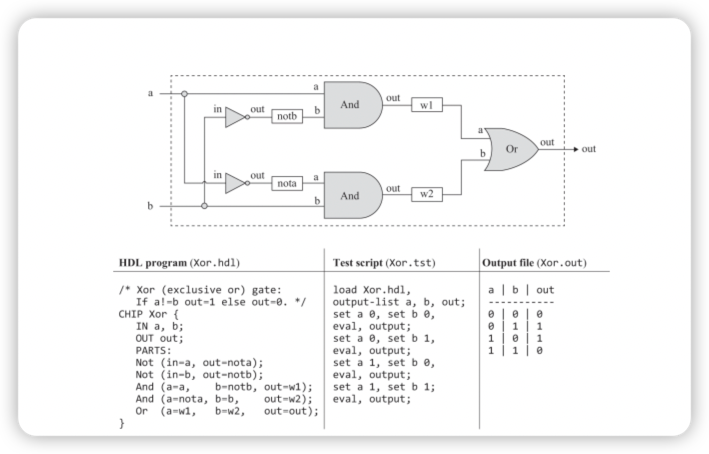 a
in
out
notb
a
b
And
out
w1
a
b
Or
out
out
in
out
nota
a
b
And
out
w2
b
HDL program (Xor.hdl)
/* Xor (exclusive or) gate:
If a!=b out=1 else out=0. */
CHIP Xor {
IN a, b;
OUT out;
PARTS:
Not (in=a, out=nota);
Not (in=b, out=notb);
And (a=a, b=notb, out=w1);
And (a=nota, b=b, out=w2);
Or (a=w1, b=w2, out=out);
}
Test script (Xor.tst)
load Xor.hdl,
output-list a, b, out;
set a 0, set b 0,
eval, output;
set a 0, set b 1,
eval, output;
set a 1, set b 0,
eval, output;
set a 1, set b 1;
eval, output;
Output file (Xor.out)
a | b | out
-----------
0 | 0 | 0
0 | 1 | 1
1 | 0 | 1
1 | 1 | 0